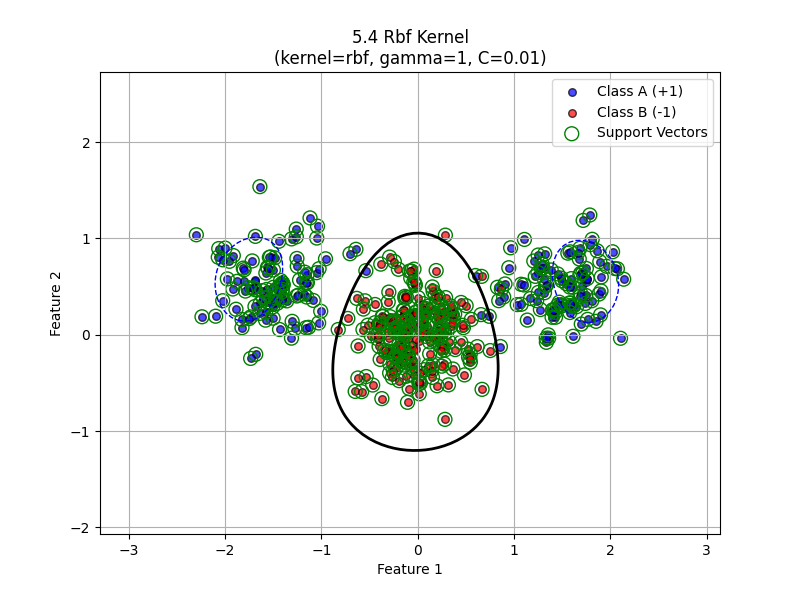 5.4 Rbf Kernel
(kernel=rbf, gamma=1, C=0.01)
Class A (+1)
Class B (-1)
Support Vectors
Feature 2
2
1
0
−1
−2
−3
−2
−1
0
1
2
3
Feature 1